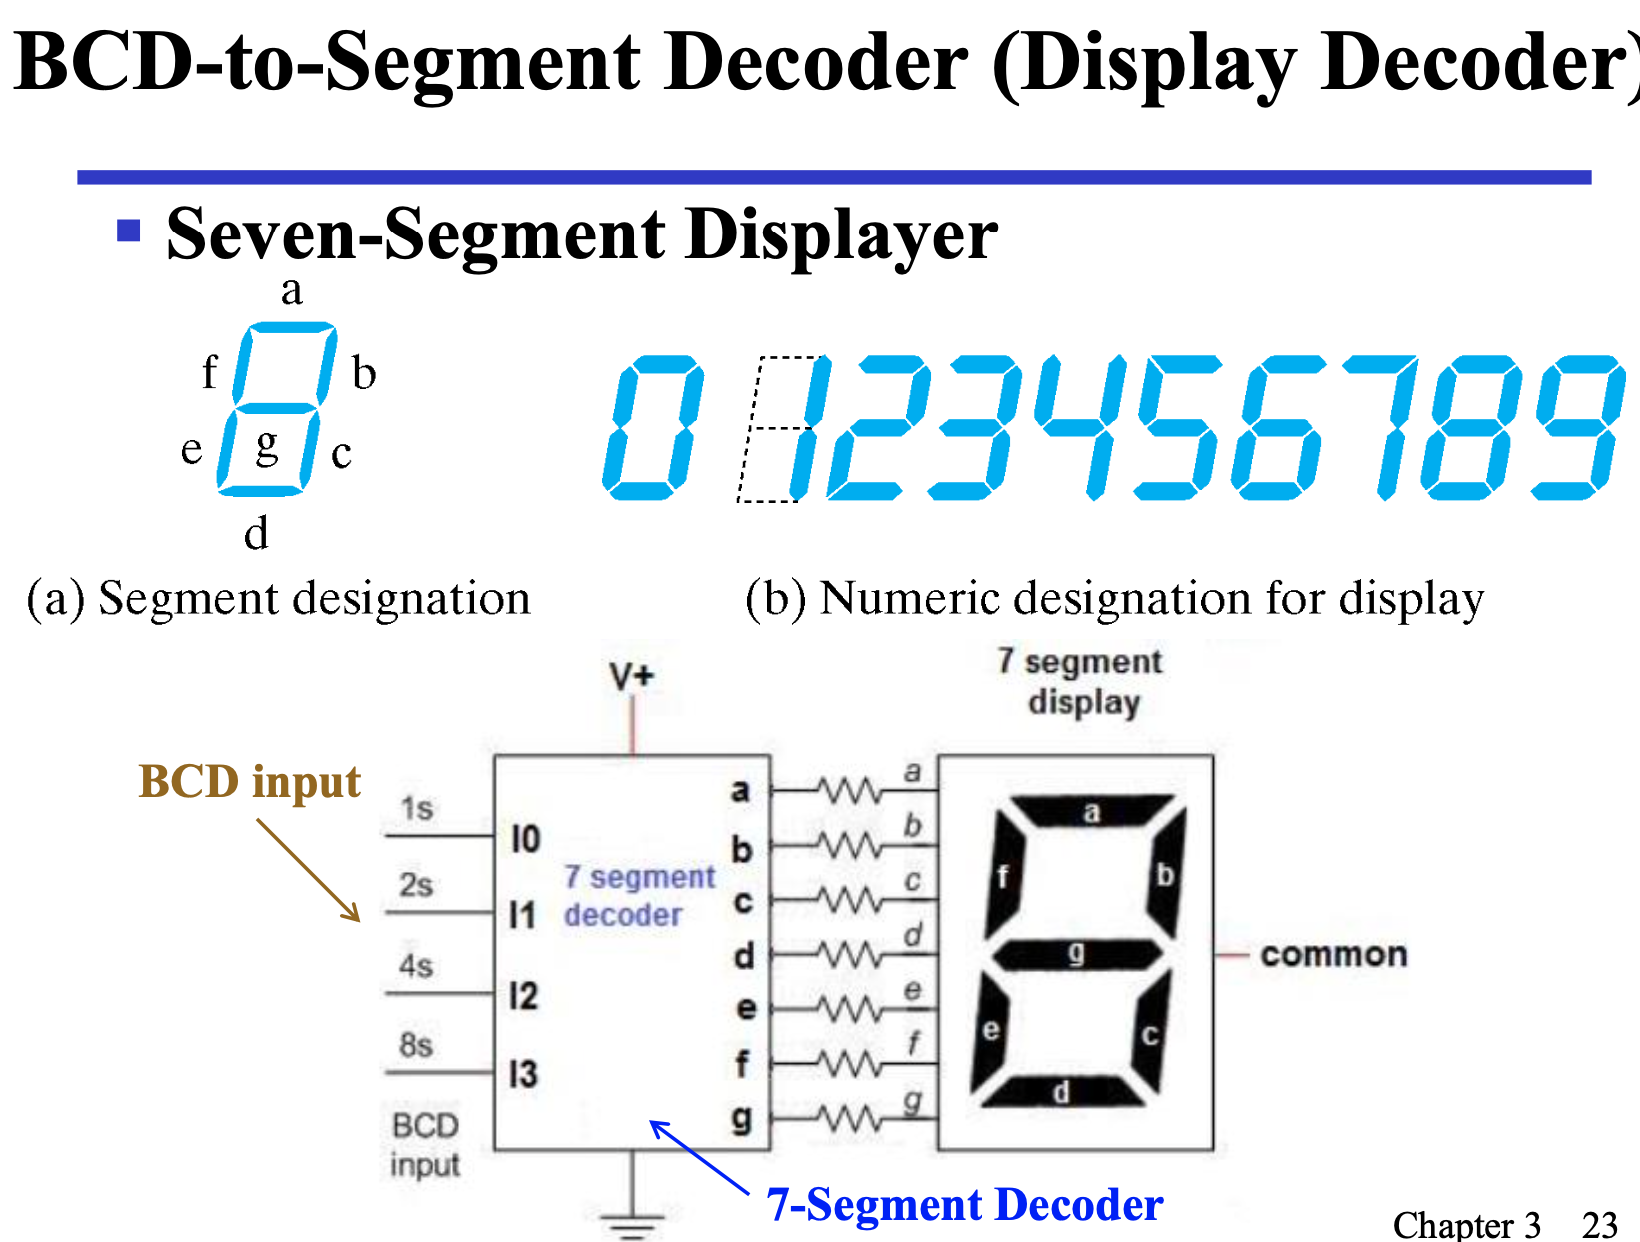 BCD-to-Segment Decoder (Display Decoder)
Seven-Segment Displayer
a
f
b
e
g
c
d
0 1 2 3 4 5 6 7 8 9
(a) Segment designation
(b) Numeric designation for display
V+
7 segment
display
BCD input
1s
2s
4s
8s
BCD
input
I0
I1
I2
I3
7 segment
decoder
a
b
c
d
e
f
g
a
b
c
d
e
f
g
a
f
b
g
e
c
d
common
7-Segment Decoder
Chapter 3 23